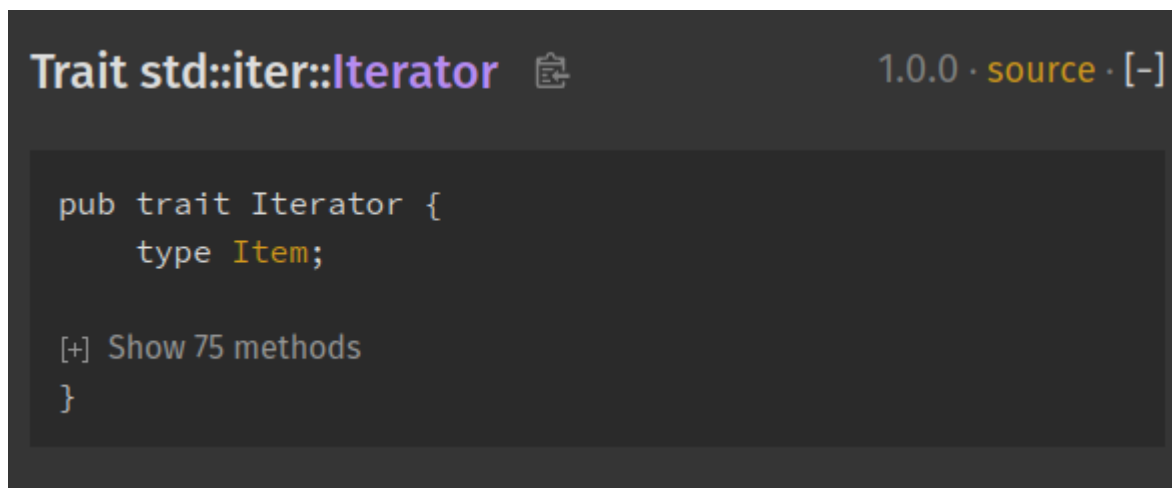 Trait std::iter::Iterator 1.0.0 · source · [−]
pub trait Iterator {
    type Item;
[+] Show 75 methods
}